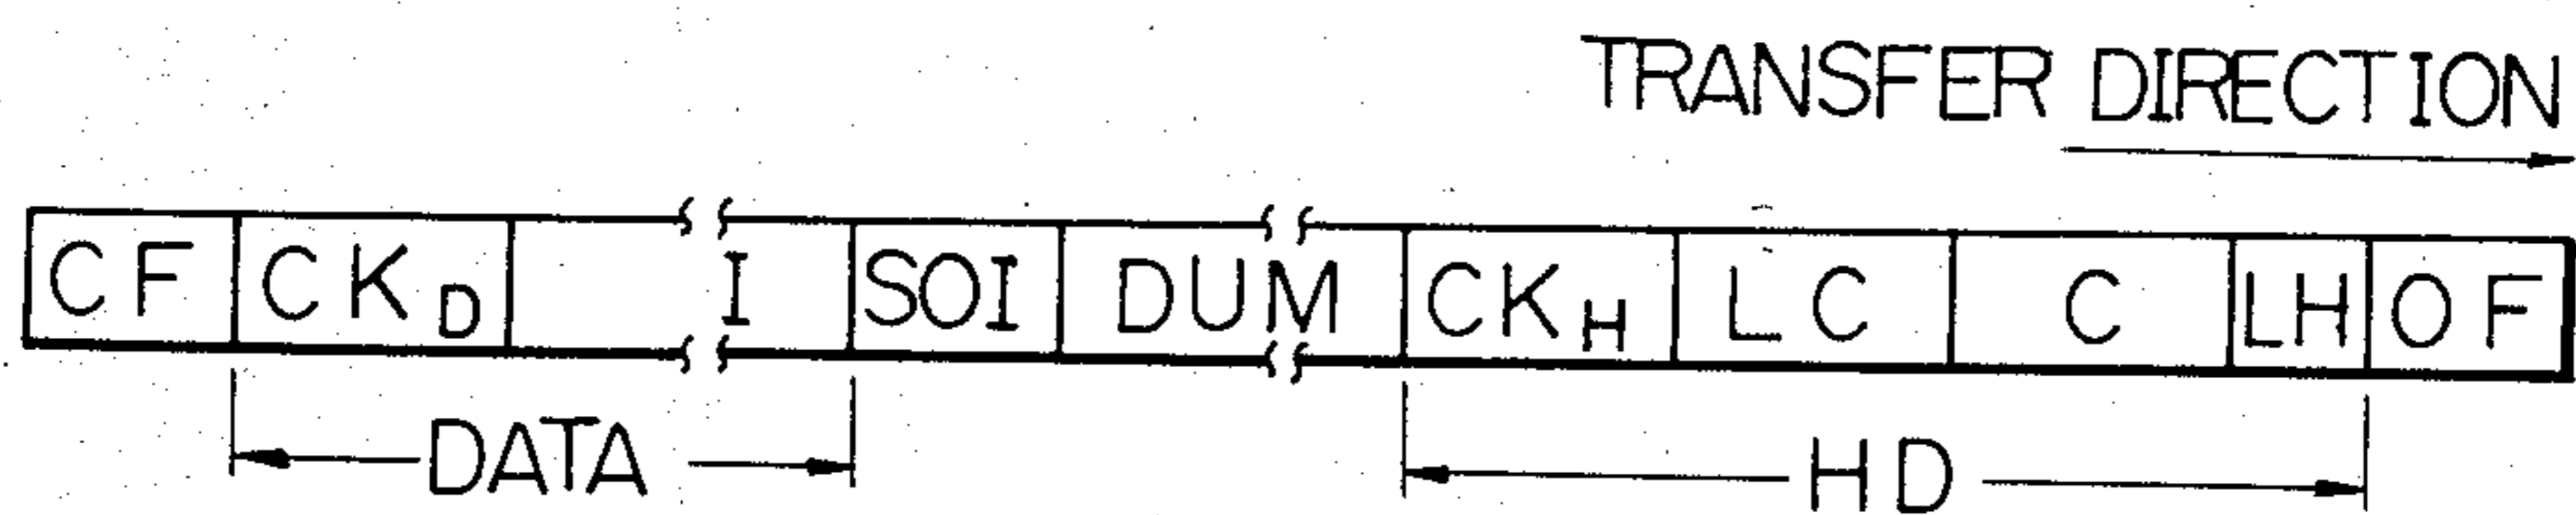 TRANSFER DIRECTION
CF CKD I SOI DUM CKH LC C LH OF
DATA HD